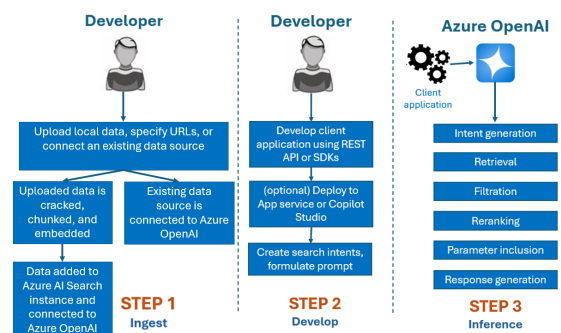 Developer
Upload local data, specify URLs, or
connect an existing data source
Uploaded data is
cracked,
chunked, and
embedded
Existing data
source is
connected to Azure
OpenAI
Data added to
Azure AI Search
instance and
connected to
Azure OpenAI
STEP 1
Ingest
Developer
Develop client
application using REST
API or SDKs
(optional) Deploy to
App service or Copilot
Studio
Create search intents,
formulate prompt
STEP 2
Develop
Azure OpenAI
Client
application
Intent generation
Retrieval
Filtration
Reranking
Parameter inclusion
Response generation
STEP 3
Inference